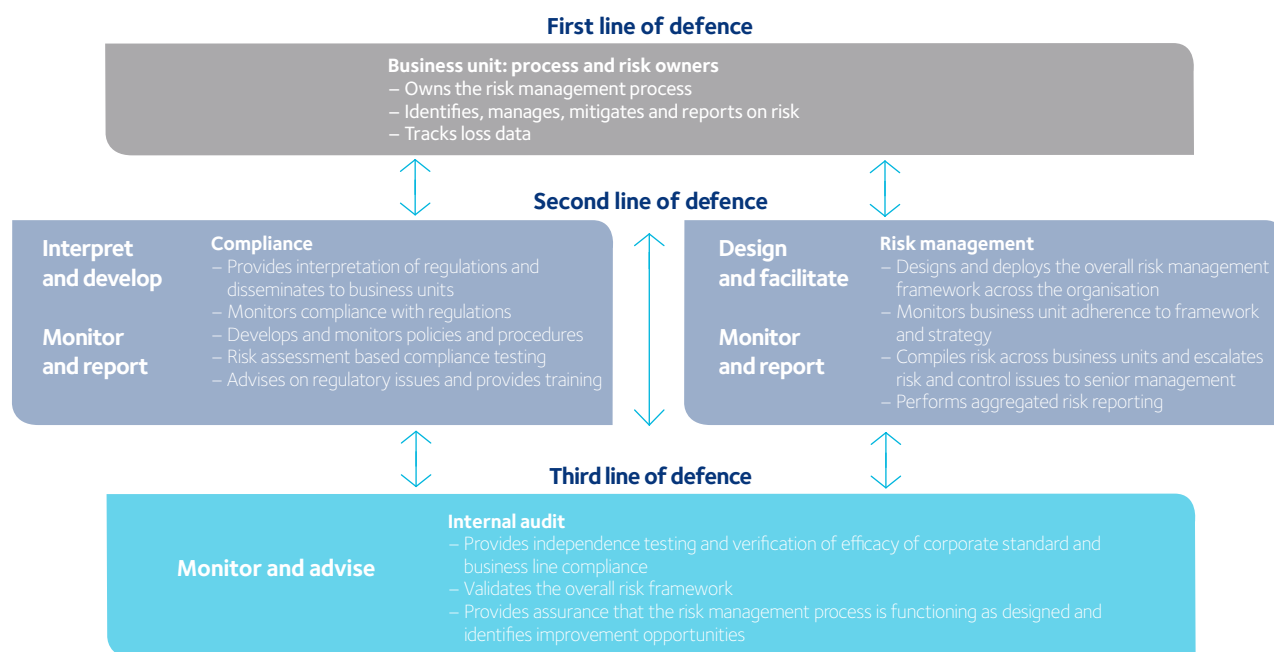 First line of defence
Business unit: process and risk owners
– Owns the risk management process
– Identifies, manages, mitigates and reports on risk
– Tracks loss data
Second line of defence
Interpret
and develop
Monitor
and report
Compliance
– Provides interpretation of regulations and
disseminates to business units
– Monitors compliance with regulations
– Develops and monitors policies and procedures
– Risk assessment based compliance testing
– Advises on regulatory issues and provides training
Design
and facilitate
Monitor
and report
Risk management
– Designs and deploys the overall risk management
framework across the organisation
– Monitors business unit adherence to framework
and strategy
– Compiles risk across business units and escalates
risk and control issues to senior management
– Performs aggregated risk reporting
Third line of defence
Monitor and advise
Internal audit
– Provides independence testing and verification of efficacy of corporate standard and
business line compliance
– Validates the overall risk framework
– Provides assurance that the risk management process is functioning as designed and
identifies improvement opportunities